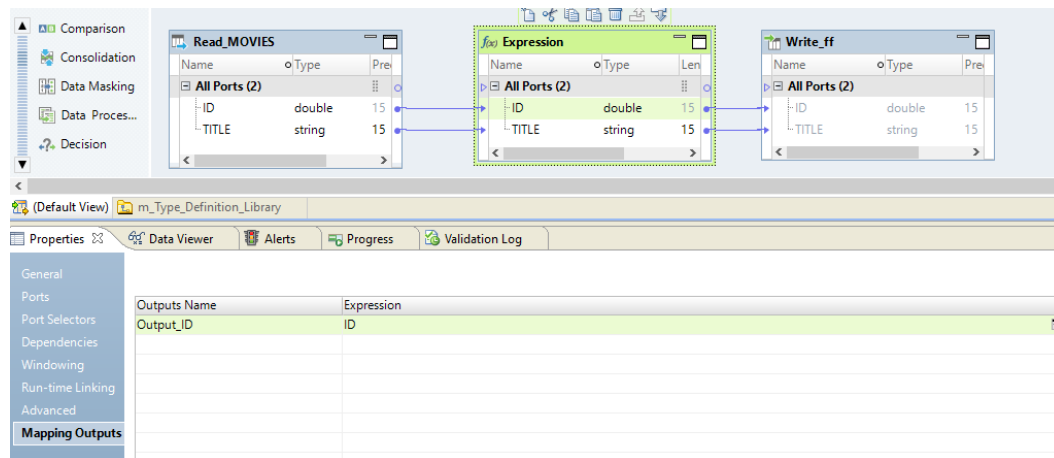 Comparison
Consolidation
Data Masking
Data Proces...
Decision
Read_MOVIES
Name Type Pre
All Ports (2)
ID double 15
TITLE string 15
f(x) Expression
Name Type Len
All Ports (2)
ID double 15
TITLE string 15
Write_ff
Name Type Pre
All Ports (2)
ID double 15
TITLE string 15
(Default View) m_Type_Definition_Library
Properties Data Viewer Alerts Progress Validation Log
General
Ports
Port Selectors
Dependencies
Windowing
Run-time Linking
Advanced
Mapping Outputs
Outputs Name Expression
Output_ID ID